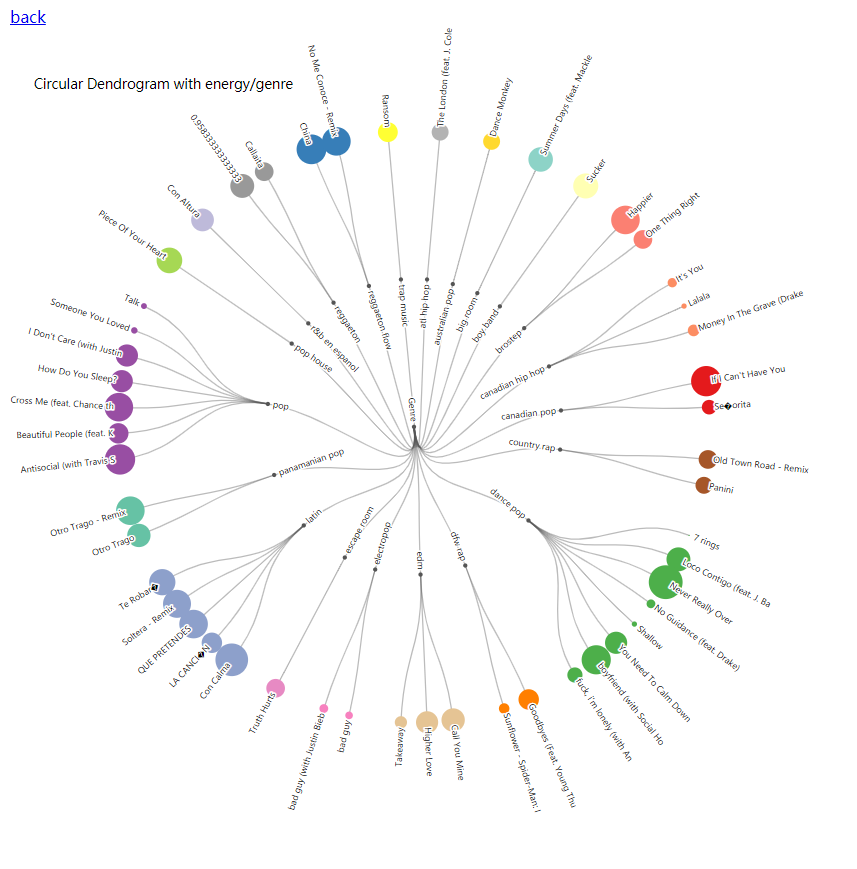 back
Circular Dendrogram with energy/genre
Genre
atl hip hop
The London (feat. J. Cole
australian pop
Dance Monkey
big room
Summer Days (feat. Mackle
boy band
Sucker
brostep
Happier
One Thing Right
canadian hip hop
It's You
Lalala
Money In The Grave (Drake
canadian pop
If I Can't Have You
Se�orita
country rap
Old Town Road - Remix
Panini
dance pop
7 rings
Loco Contigo (feat. J. Ba
Never Really Over
No Guidance (feat. Drake)
Shallow
You Need To Calm Down
boyfriend (with Social Ho
fuck, i'm lonely (with An
dfw rap
Goodbyes (Feat. Young Thu
Sunflower - Spider-Man: I
edm
Call You Mine
Higher Love
Takeaway
electropop
bad guy
bad guy (with Justin Bieb
escape room
Truth Hurts
latin
Con Calma
LA CANCI�N
QUE PRETENDES
Soltera - Remix
Te Robar�
panamanian pop
Otro Trago
Otro Trago - Remix
pop
Antisocial (with Travis S
Beautiful People (feat. K
Cross Me (feat. Chance th
How Do You Sleep?
I Don't Care (with Justin
Someone You Loved
Talk
pop house
Piece Of Your Heart
r&b en espanol
Con Altura
reggaeton
0.958333333333333
Callaita
reggaeton flow
China
No Me Conoce - Remix
trap music
Ransom